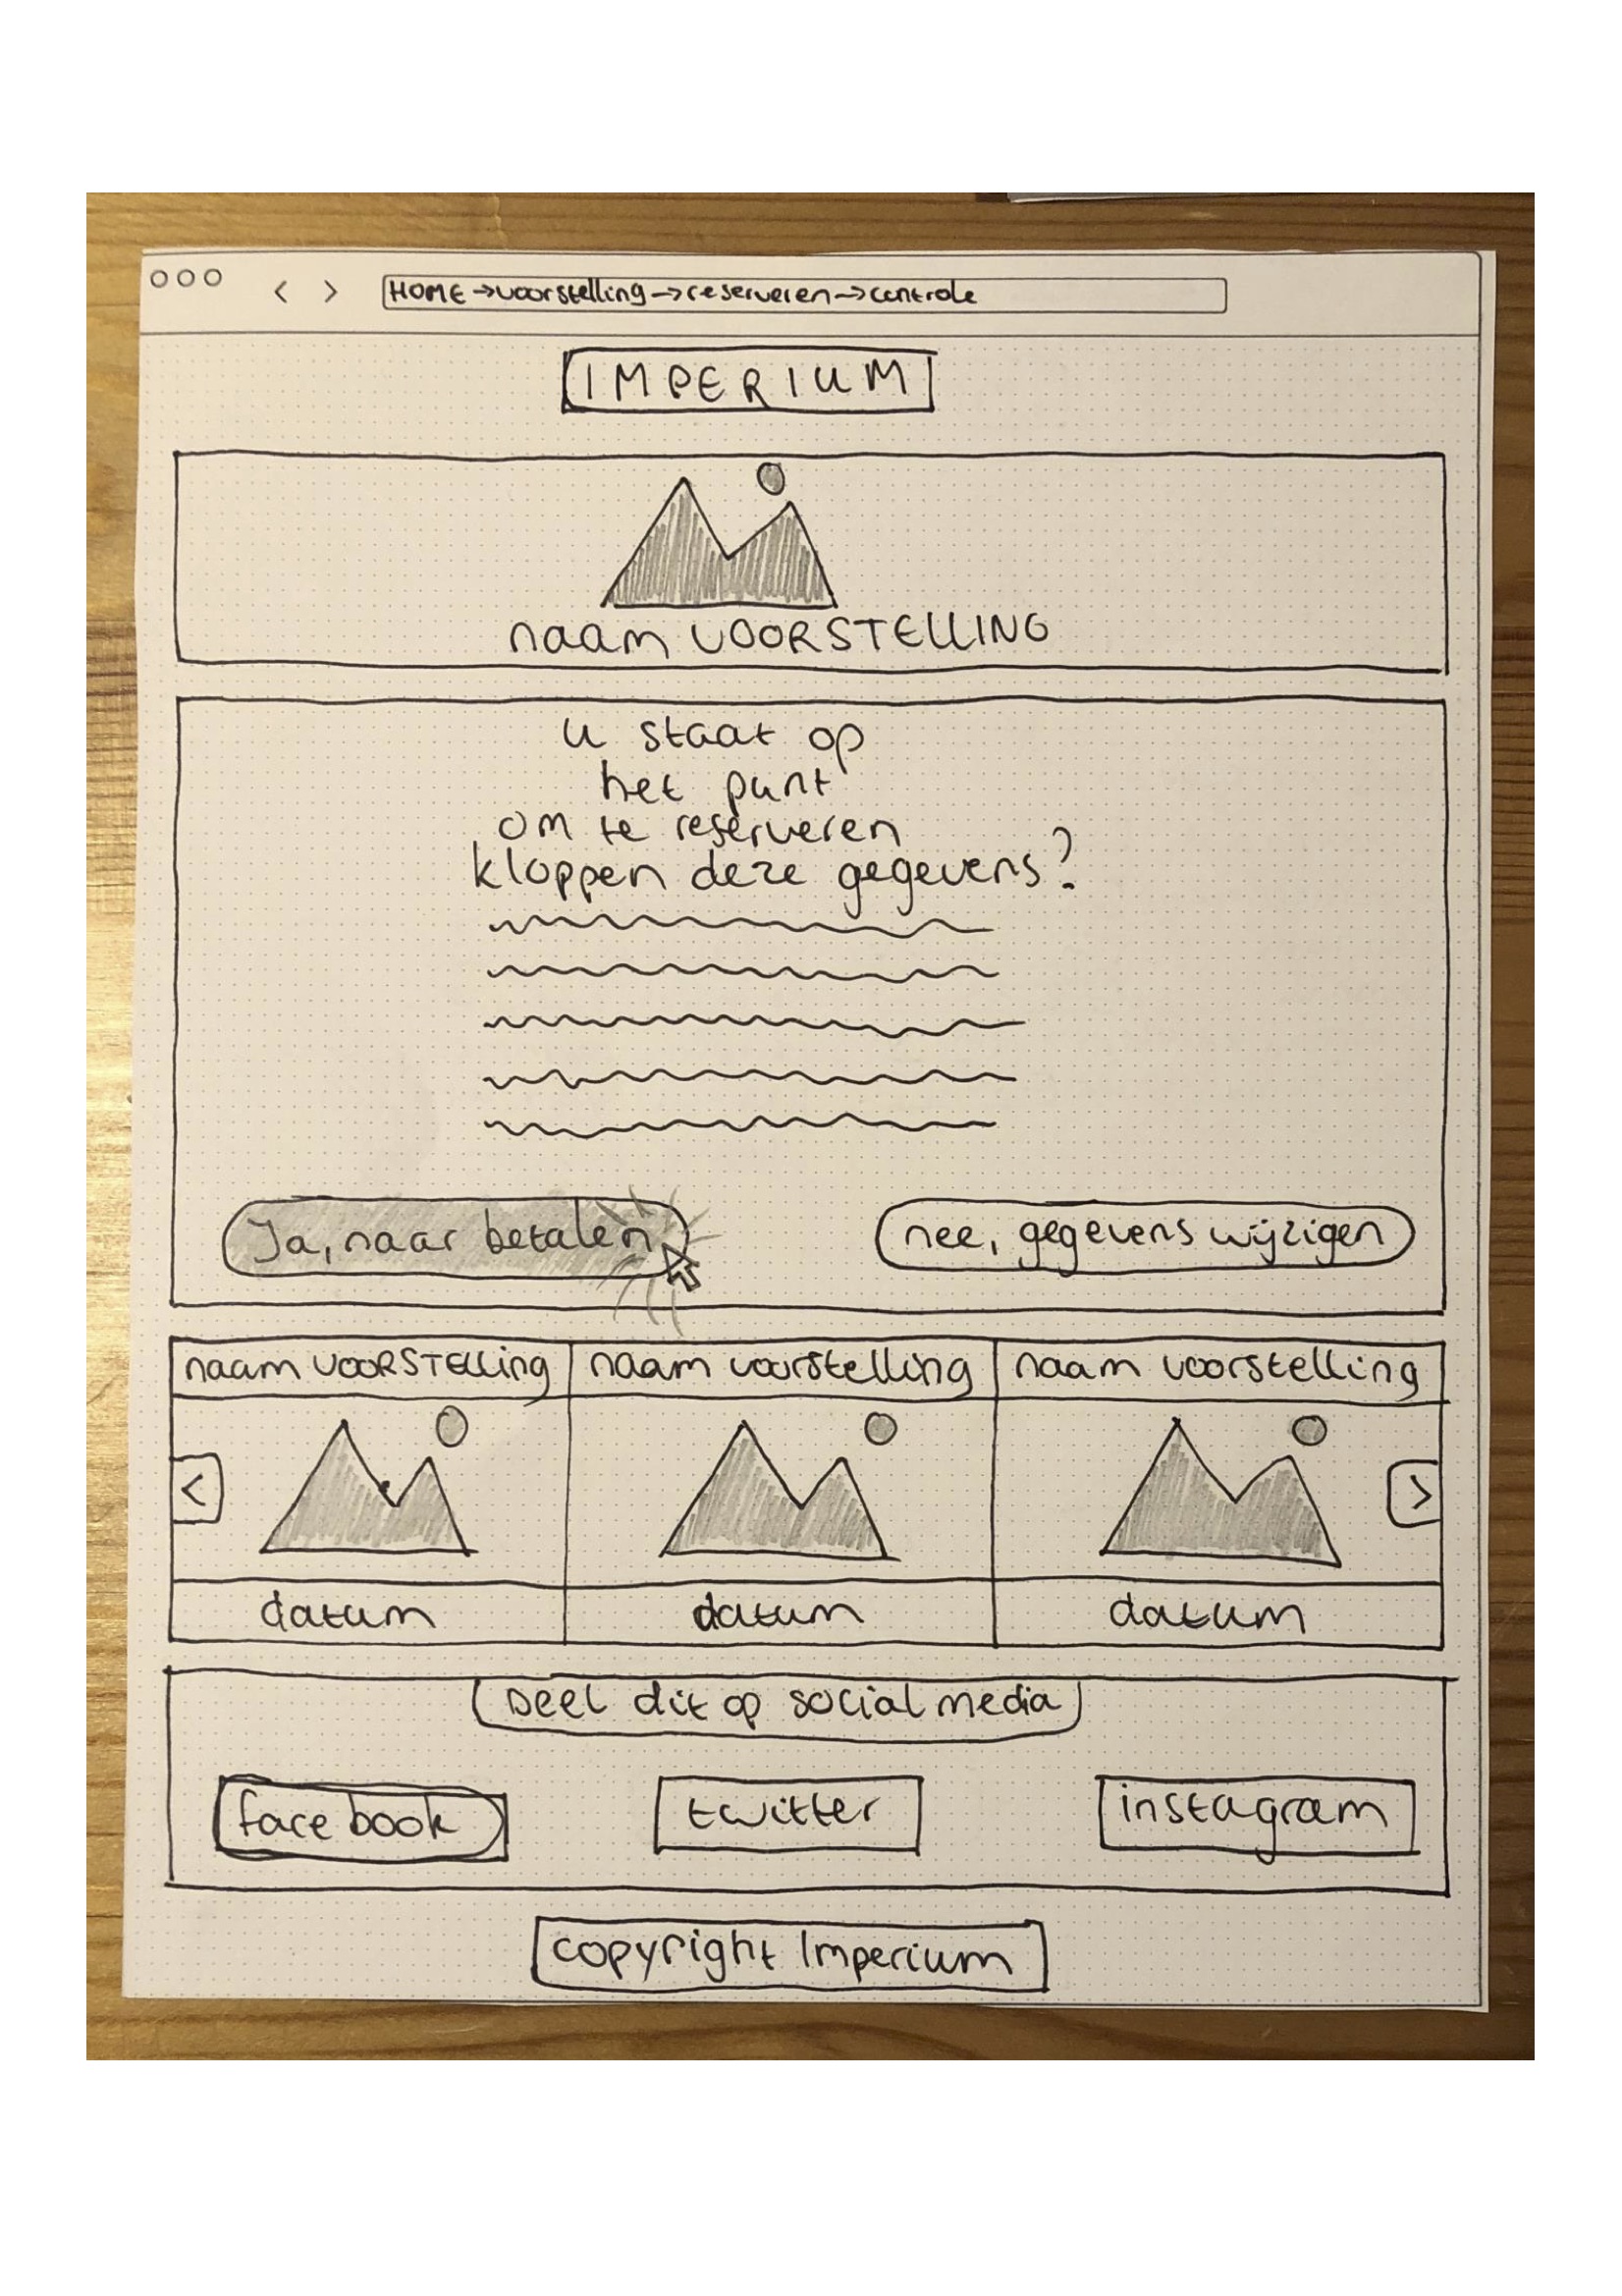 HOME → voorstelling → reserveren → controle
IMPERIUM
naam VOORSTELLING
u staat op
het punt
om te reserveren
kloppen deze gegevens?
Ja, naar betalen
nee, gegevens wijzigen
naam VOORSTELLing
naam voorstelling
naam voorstelling
datum
datum
datum
Deel dit op social media
facebook
twitter
instagram
copyright Imperium